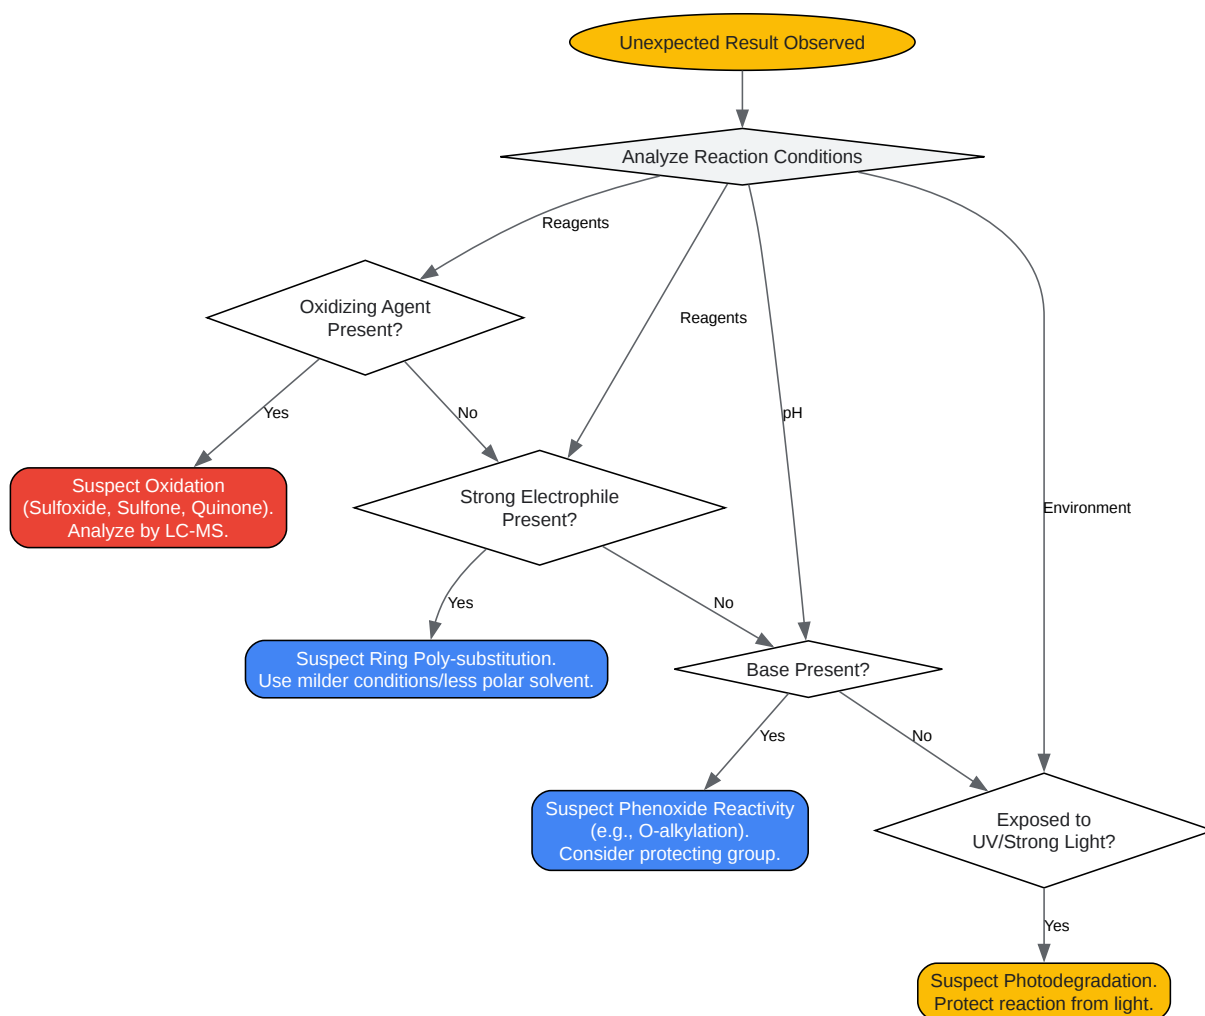 Unexpected Result Observed
Analyze Reaction Conditions
Reagents
Oxidizing Agent
Present?
Reagents
Yes
No
pH
Suspect Oxidation
(Sulfoxide, Sulfone, Quinone).
Analyze by LC-MS.
Strong Electrophile
Present?
Environment
Yes
No
Suspect Ring Poly-substitution.
Use milder conditions/less polar solvent.
Base Present?
Yes
No
Suspect Phenoxide Reactivity
(e.g., O-alkylation).
Consider protecting group.
Exposed to
UV/Strong Light?
Yes
Suspect Photodegradation.
Protect reaction from light.